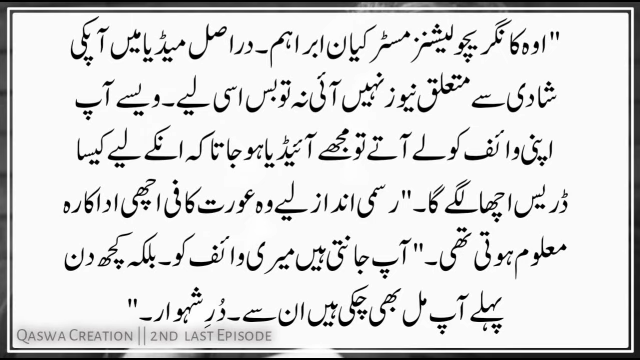 "اوہ کانگریچولیشنز مسٹر کیان ابراہم۔ دراصل میڈیا میں آپکی
شادی سے متعلق نیوز نہیں آئی نہ تو بس اسی لیے۔ ویسے آپ
اپنی وائف کو لے آتے تو مجھے آئیڈیا ہو جاتا کہ انکے لیے کیسا
ڈریس اچھا لگے گا۔" رسمی انداز لیے وہ عورت کافی اچھی اداکارہ
معلوم ہوتی تھی۔ "آپ جانتی ہیں میری وائف کو۔ بلکہ کچھ دن
پہلے آپ مل بھی چکی ہیں ان سے۔ دُرِ شہوار۔"
Qaswa Creation || 2nd last Episode